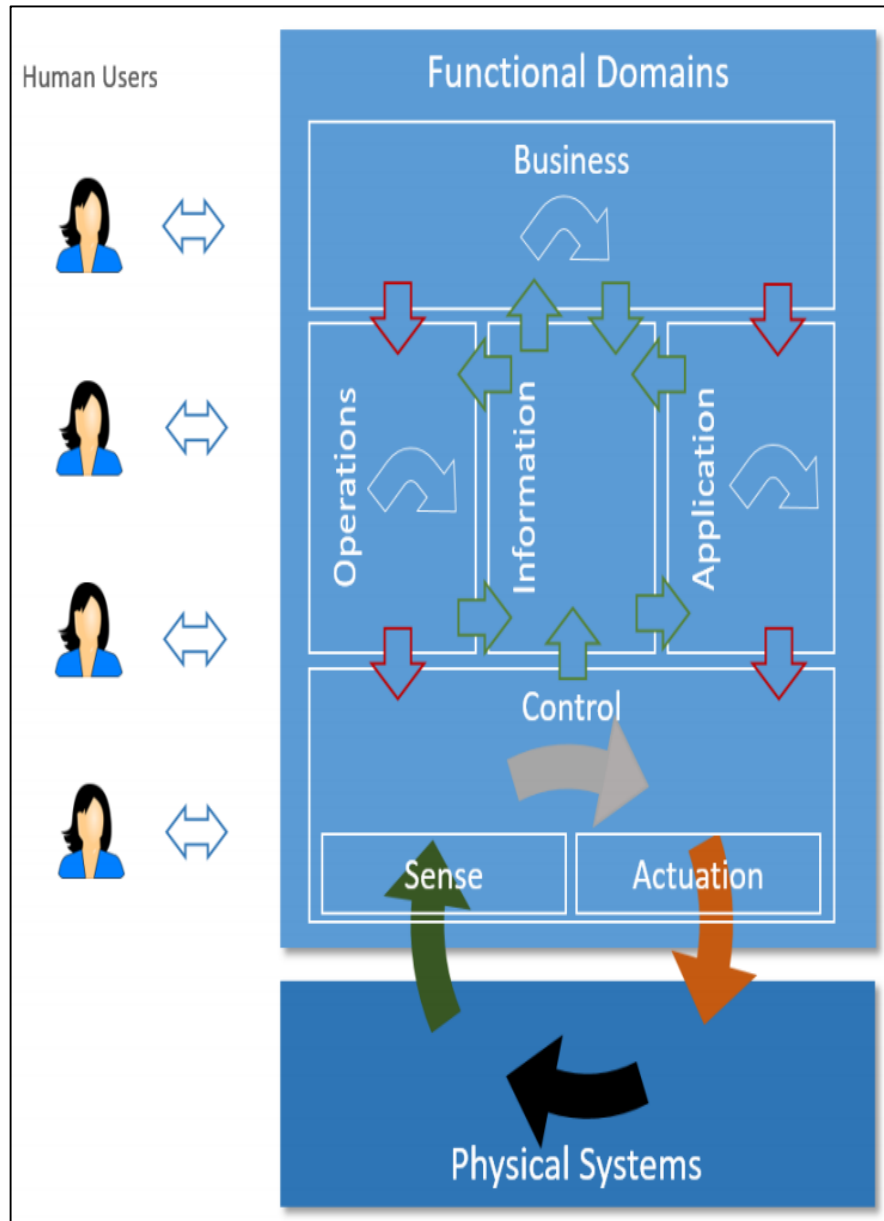 Human Users
Functional Domains
Business
Operations
Information
Application
Control
Sense
Actuation
Physical Systems